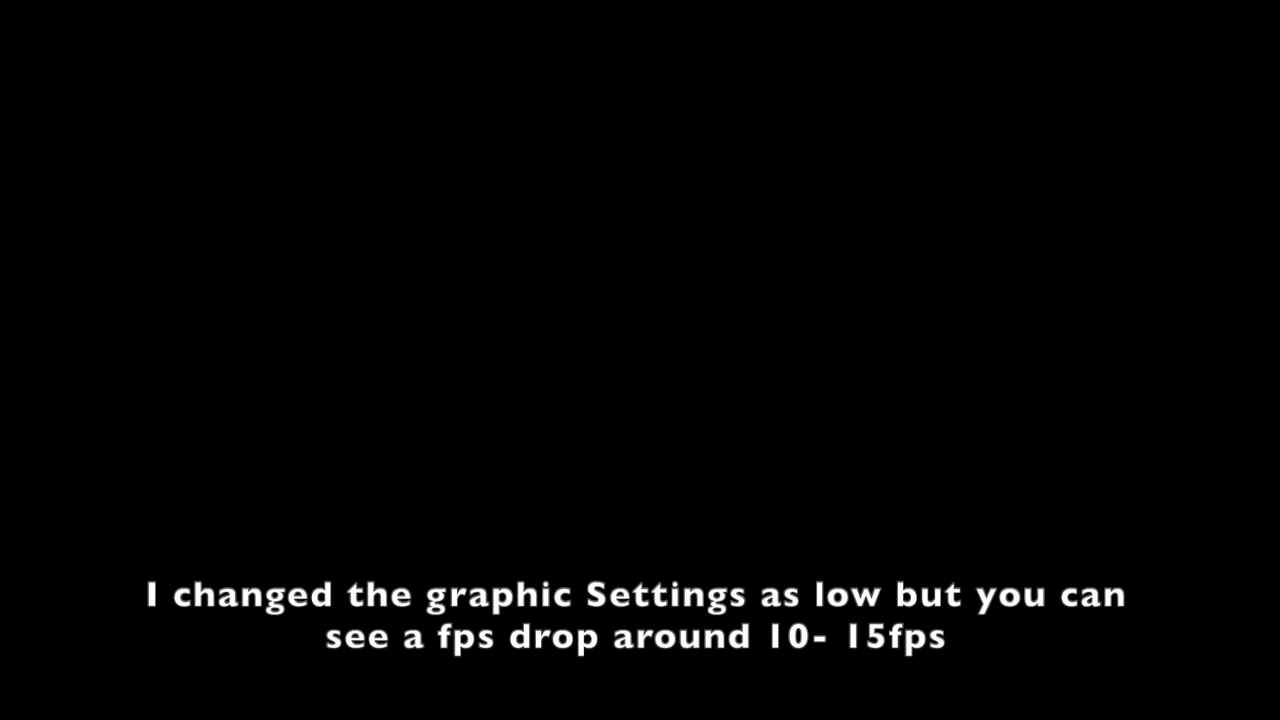 I changed the graphic Settings as low but you can
see a fps drop around 10- 15fps